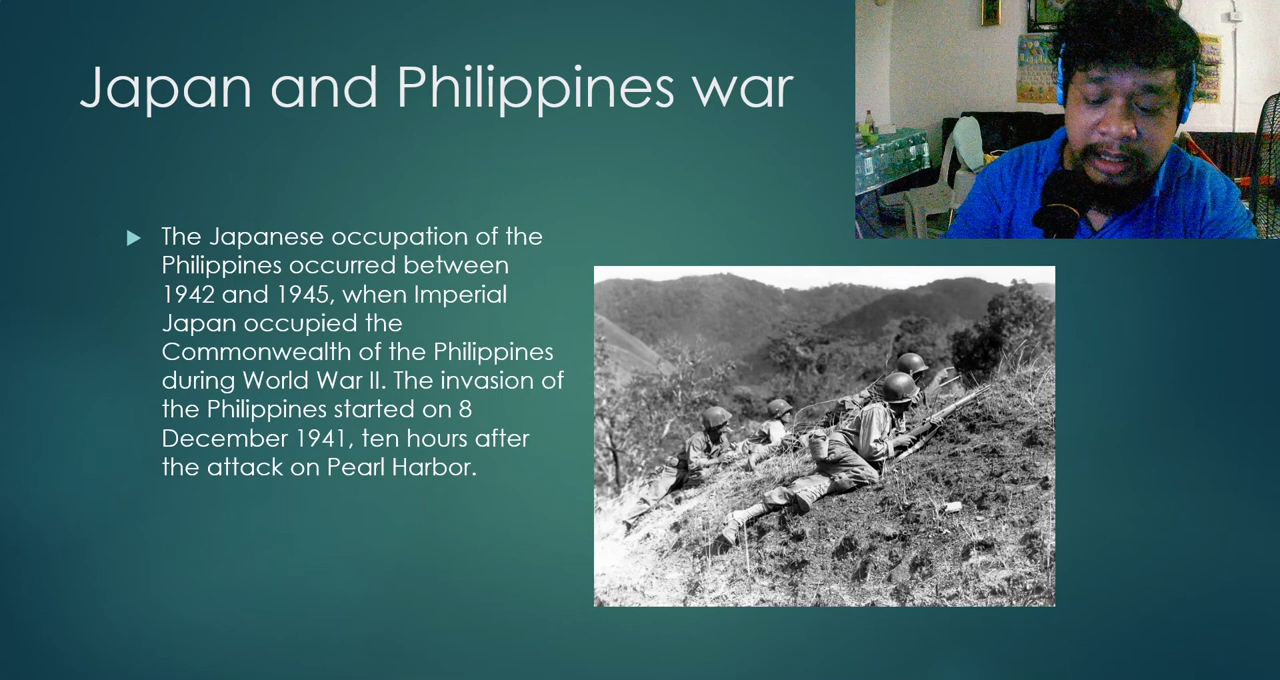 Japan and Philippines war
The Japanese occupation of the
Philippines occurred between
1942 and 1945, when Imperial
Japan occupied the
Commonwealth of the Philippines
during World War II. The invasion of
the Philippines started on 8
December 1941, ten hours after
the attack on Pearl Harbor.